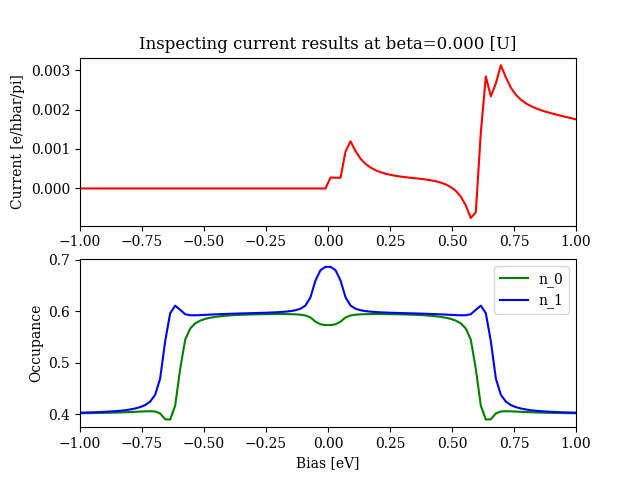 Inspecting current results at beta=0.000 [U]
Current [e/hbar/pi]
0.003
0.002
0.001
0.000
−1.00 −0.75 −0.50 −0.25 0.00 0.25 0.50 0.75 1.00
Occupance
0.7
0.6
0.5
0.4
n_0
n_1
−1.00 −0.75 −0.50 −0.25 0.00 0.25 0.50 0.75 1.00
Bias [eV]